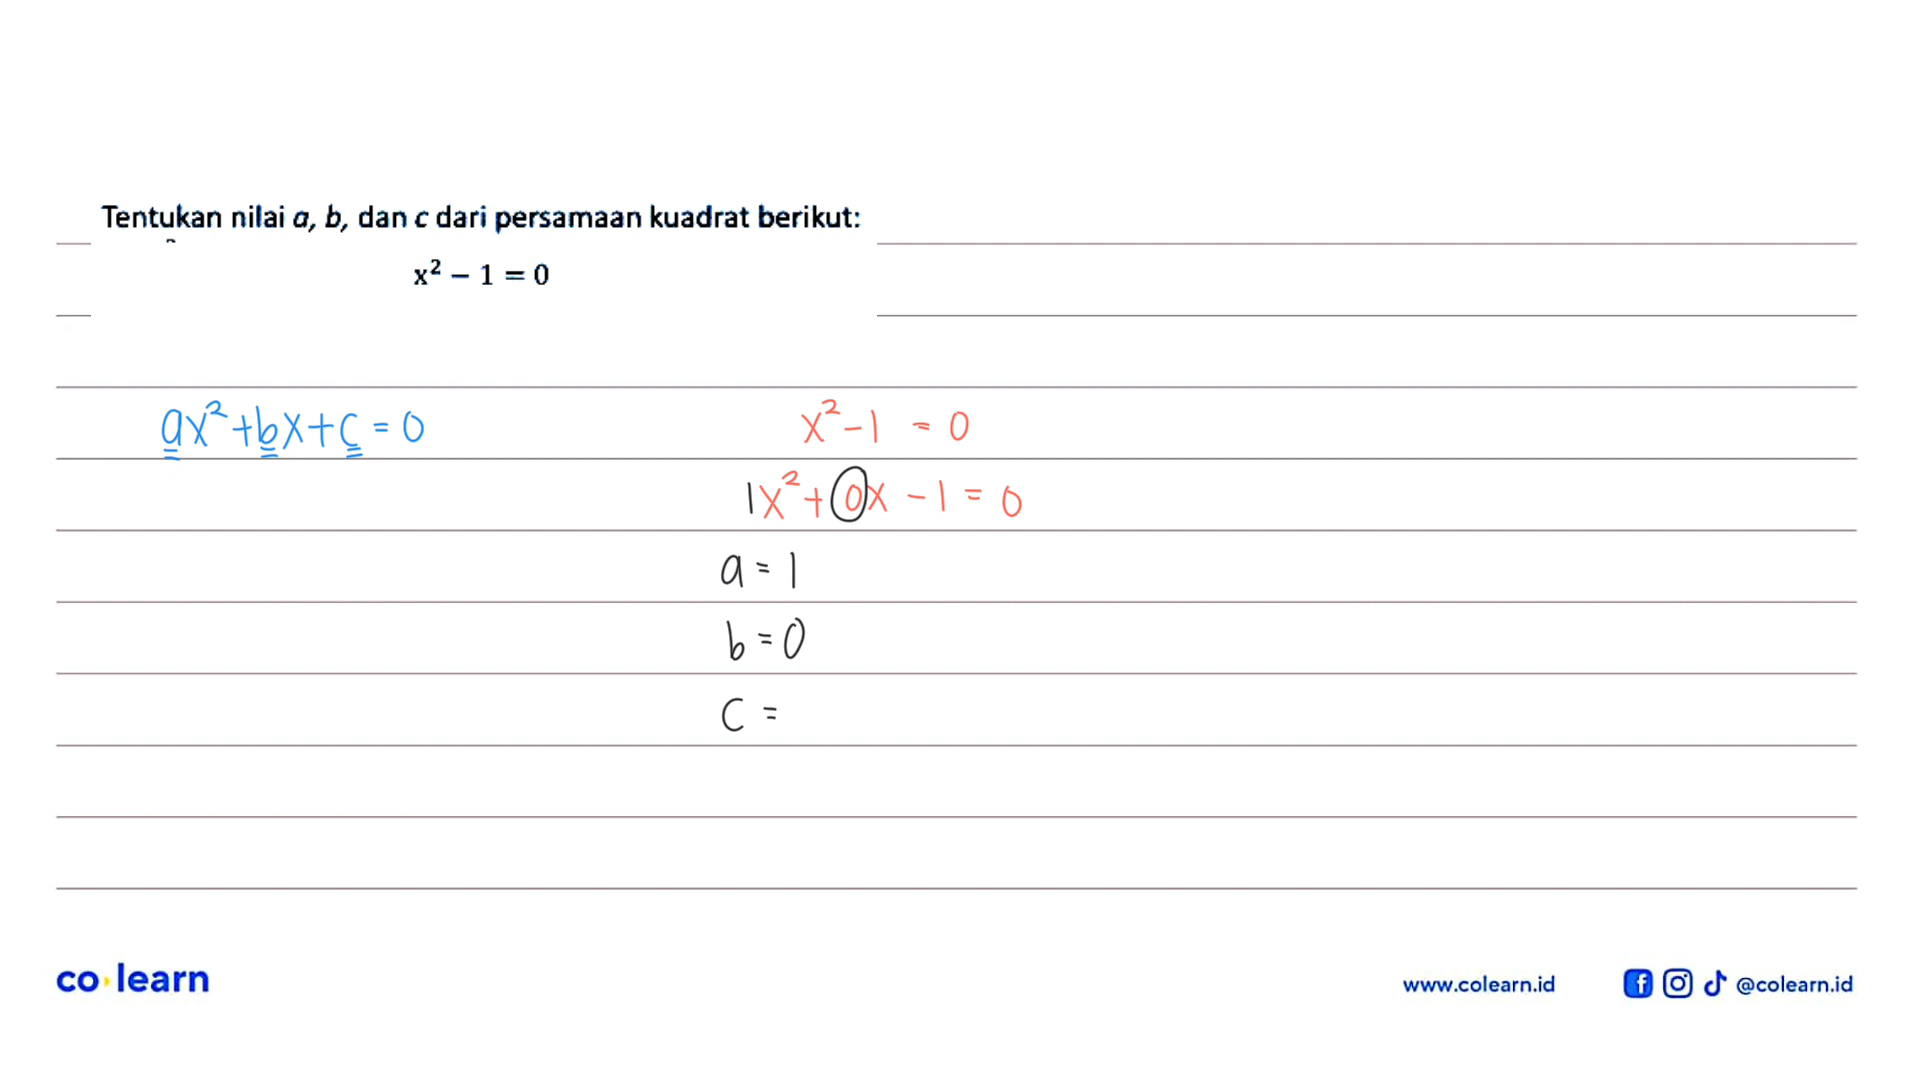 Tentukan nilai a, b, dan c dari persamaan kuadrat berikut:
x² − 1 = 0
ax² + bx + c = 0
x² − 1 = 0
1x² + 0x − 1 = 0
a = 1
b = 0
c =
co learn
www.colearn.id
@colearn.id